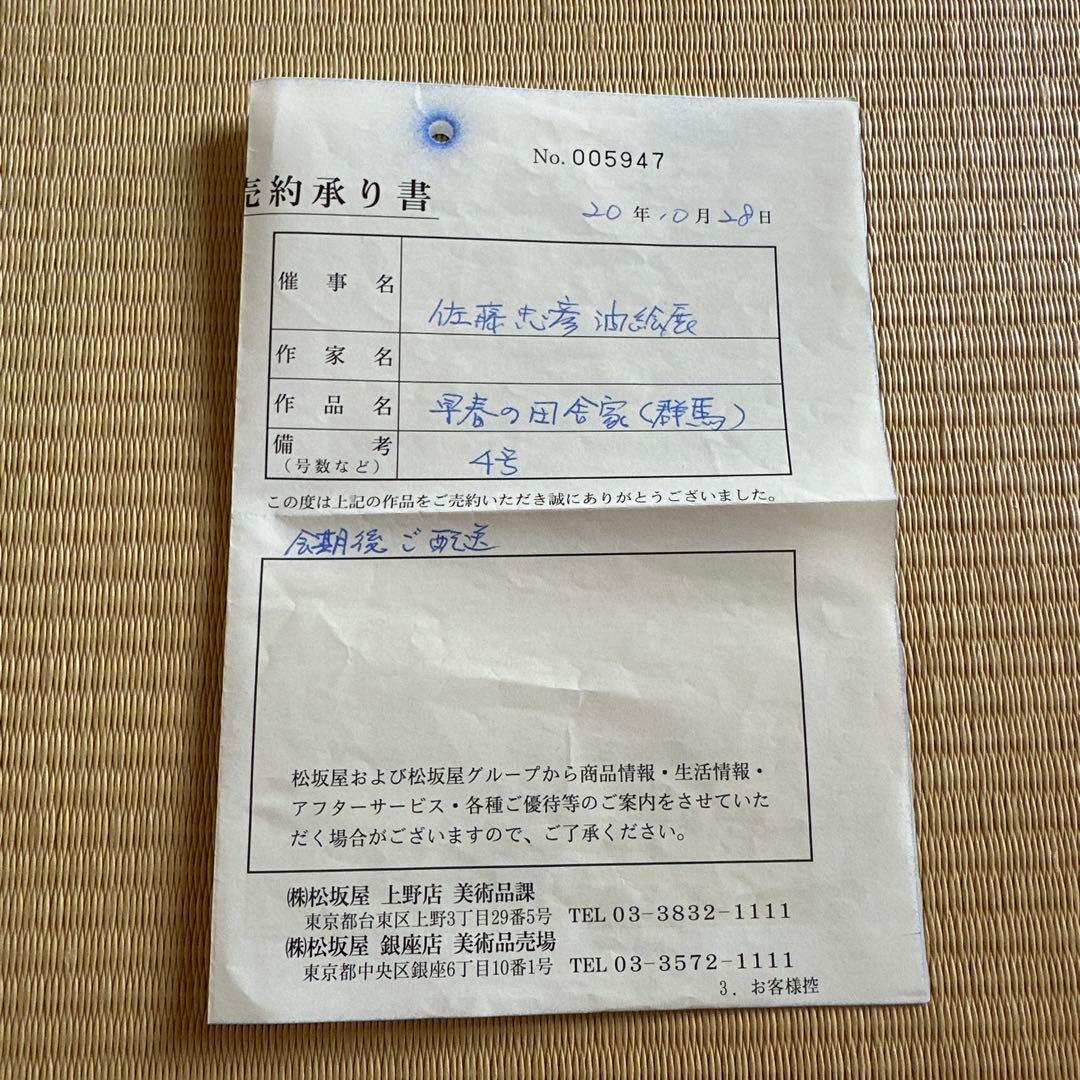 No. 005947
売約承り書
20年10月28日
催事名 佐藤忠彦 油絵展
作家名
作品名 早春の田舎家(群馬)
備考
(号数など) 4号
この度は上記の作品をご売約いただき誠にありがとうございました。
会期後ご配送
松坂屋および松坂屋グループから商品情報・生活情報・
アフターサービス・各種ご優待等のご案内をさせていた
だく場合がございますので、ご了承ください。
㈱松坂屋 上野店 美術品課
東京都台東区上野3丁目29番5号 TEL 03-3832-1111
㈱松坂屋 銀座店 美術品売場
東京都中央区銀座6丁目10番1号 TEL 03-3572-1111
3. お客様控